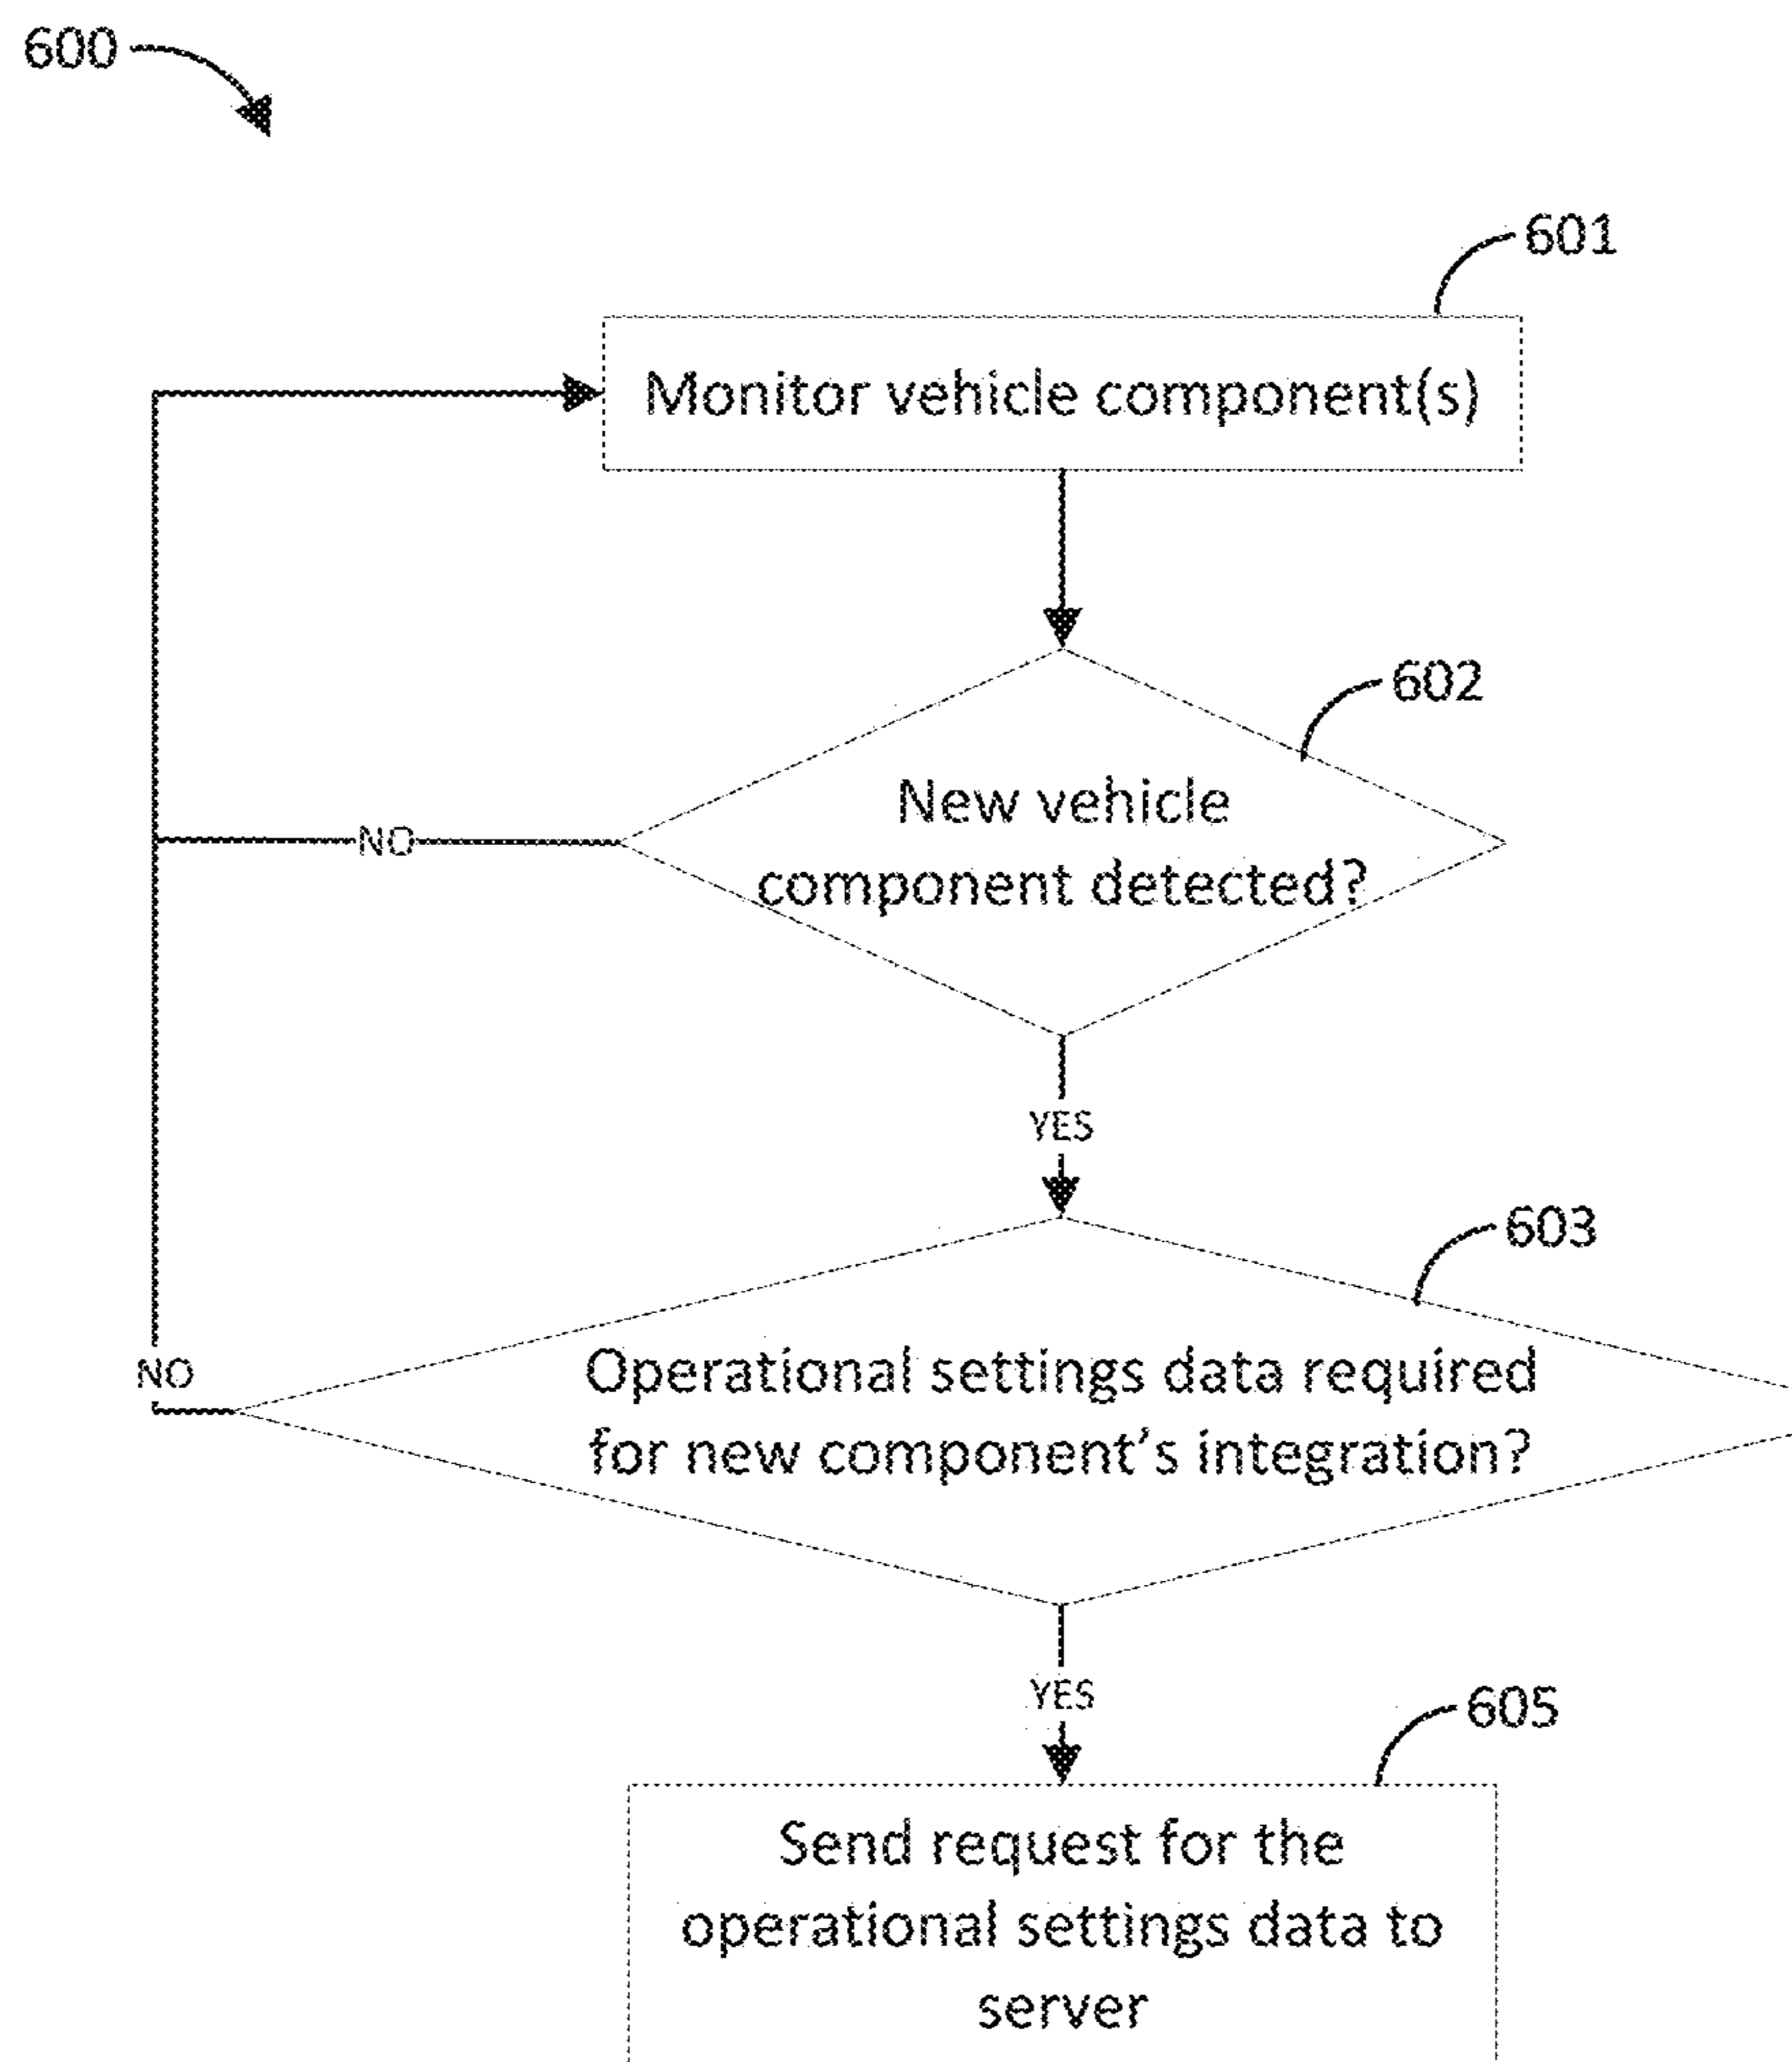 600
601
Monitor vehicle component(s)
602
New vehicle
component detected?
NO
YES
603
Operational settings data required
for new component's integration?
NO
YES
605
Send request for the
operational settings data to
server